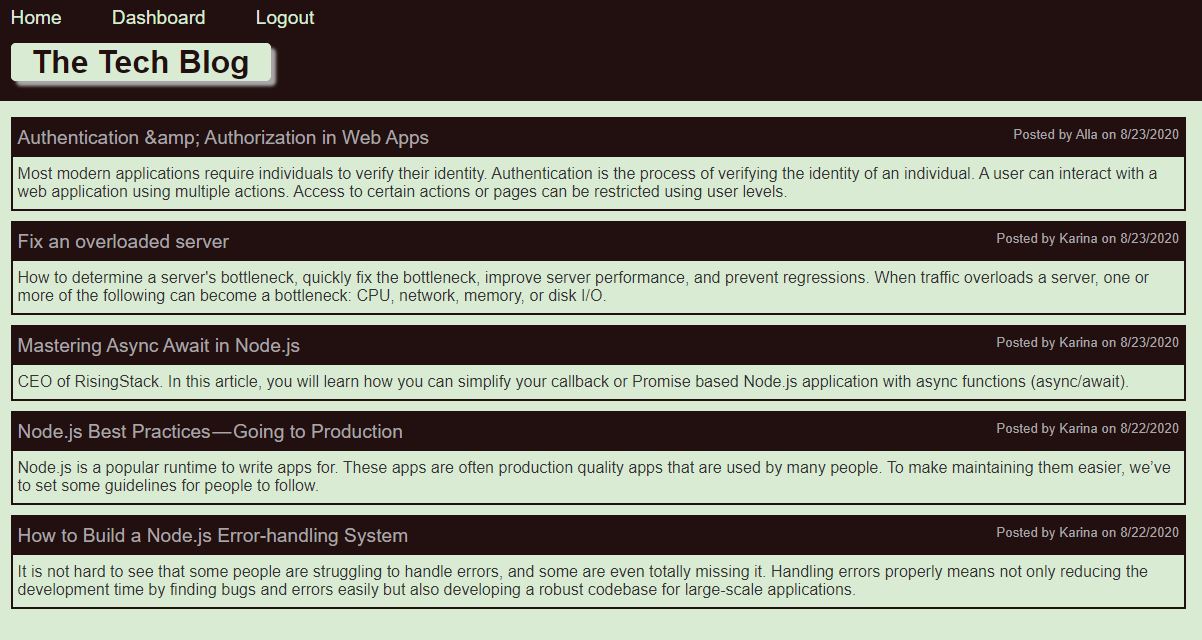 Home Dashboard Logout
The Tech Blog
Authentication &amp; Authorization in Web Apps Posted by Alla on 8/23/2020
Most modern applications require individuals to verify their identity. Authentication is the process of verifying the identity of an individual. A user can interact with a
web application using multiple actions. Access to certain actions or pages can be restricted using user levels.
Fix an overloaded server Posted by Karina on 8/23/2020
How to determine a server's bottleneck, quickly fix the bottleneck, improve server performance, and prevent regressions. When traffic overloads a server, one or
more of the following can become a bottleneck: CPU, network, memory, or disk I/O.
Mastering Async Await in Node.js Posted by Karina on 8/23/2020
CEO of RisingStack. In this article, you will learn how you can simplify your callback or Promise based Node.js application with async functions (async/await).
Node.js Best Practices — Going to Production Posted by Karina on 8/22/2020
Node.js is a popular runtime to write apps for. These apps are often production quality apps that are used by many people. To make maintaining them easier, we’ve
to set some guidelines for people to follow.
How to Build a Node.js Error-handling System Posted by Karina on 8/22/2020
It is not hard to see that some people are struggling to handle errors, and some are even totally missing it. Handling errors properly means not only reducing the
development time by finding bugs and errors easily but also developing a robust codebase for large-scale applications.